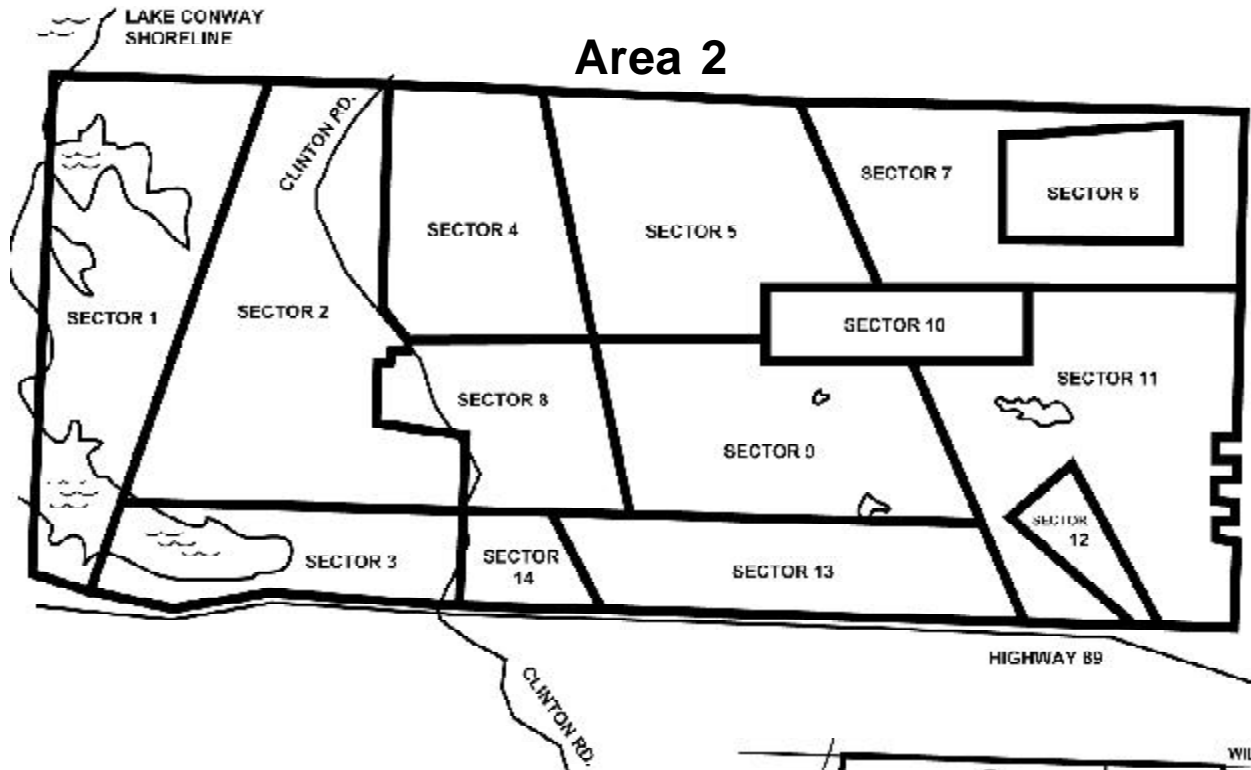 LAKE CONWAY
SHORELINE
Area 2
CLINTON RD.
SECTOR 7
SECTOR 6
SECTOR 4
SECTOR 5
SECTOR 1
SECTOR 2
SECTOR 10
SECTOR 11
SECTOR 8
SECTOR 9
SECTOR
12
SECTOR 3
SECTOR
14
SECTOR 13
HIGHWAY 89
CLINTON RD.